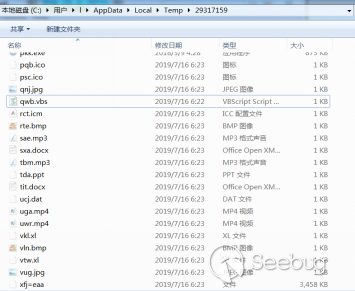 本地磁盘 (C:) ▸ 用户 ▸ l ▸ AppData ▸ Local ▸ Temp ▸ 29317159
共享 新建文件夹
名称 修改日期 类型 大小
pkx.exe 2018/3/9 4:28 应用程序 873 KB
pqb.ico 2019/7/16 6:23 图标 1 KB
psc.ico 2019/7/16 6:23 图标 1 KB
qnj.jpg 2019/7/16 6:23 JPEG 图像 1 KB
qwb.vbs 2019/7/16 6:22 VBScript Script ... 1 KB
rct.icm 2019/7/16 6:23 ICC 配置文件 1 KB
rte.bmp 2019/7/16 6:23 BMP 图像 1 KB
sae.mp3 2019/7/16 6:23 MP3 格式声音 1 KB
sxa.docx 2019/7/16 6:23 Office Open XM... 1 KB
tbm.mp3 2019/7/16 6:23 MP3 格式声音 1 KB
tda.ppt 2019/7/16 6:23 PPT 文件 1 KB
tit.docx 2019/7/16 6:23 Office Open XM... 1 KB
ucj.dat 2019/7/16 6:23 DAT 文件 1 KB
uga.mp4 2019/7/16 6:23 MP4 视频 1 KB
uwr.mp4 2019/7/16 6:23 MP4 视频 1 KB
vkl.xl 2019/7/16 6:23 XL 文件 1 KB
vln.bmp 2019/7/16 6:23 BMP 图像 1 KB
vtw.xl 2019/7/16 6:23 XL 文件 1 KB
vug.jpg 2019/7/16 6:23 JPEG 图像 1 KB
xfj=eaa 2019/7/16 6:23 文件 3,458 KB
Seebug